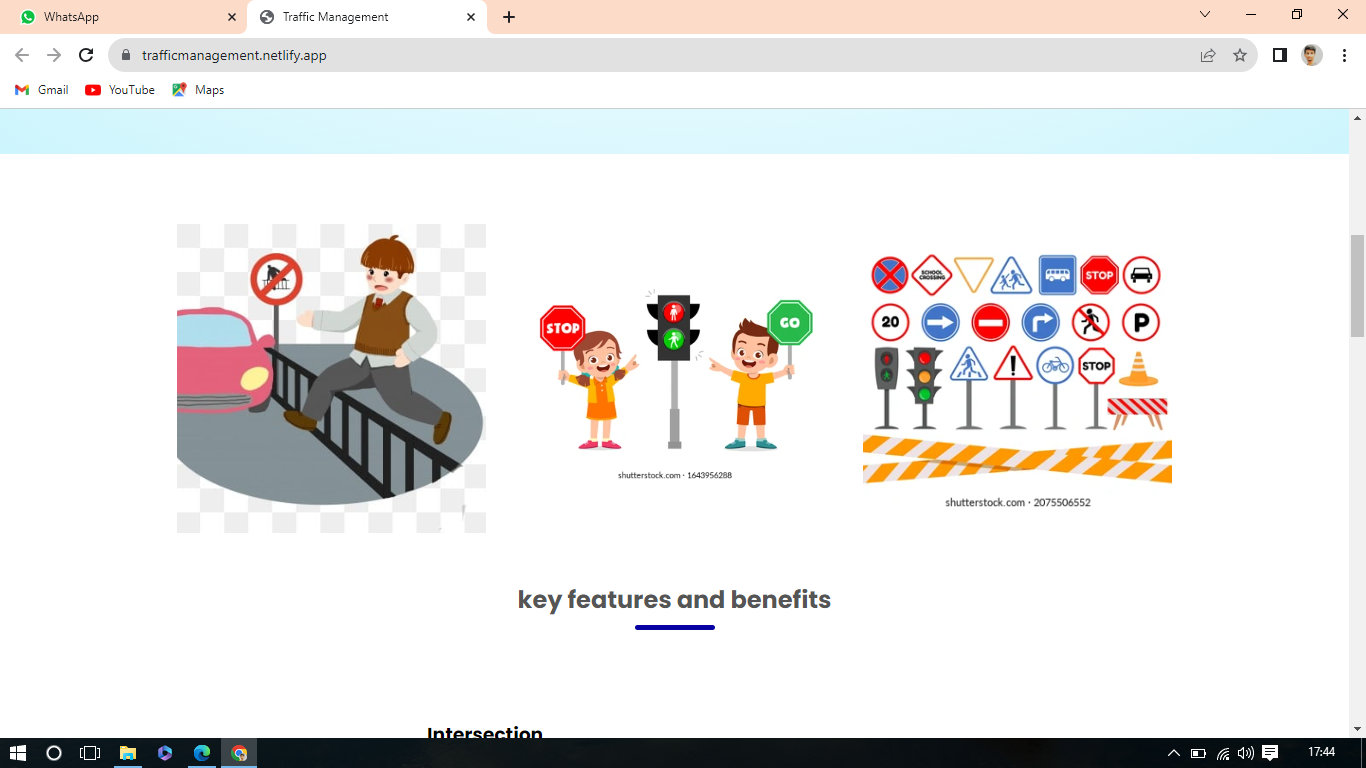 WhatsApp
Traffic Management
trafficmanagement.netlify.app
Gmail
YouTube
Maps
STOP
GO
shutterstock.com · 1643956288
SCHOOL CROSSING
STOP
20
P
STOP
shutterstock.com · 2075506552
key features and benefits
Intersection
17:44